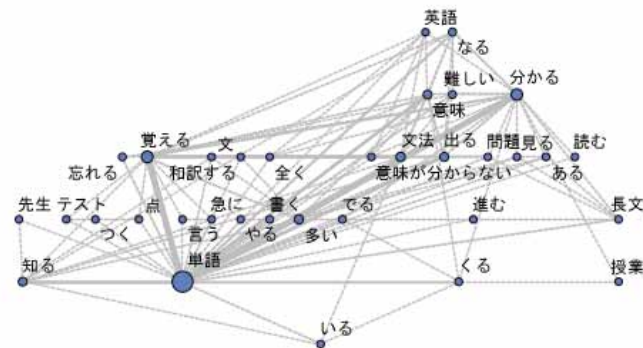 英語
なる
難しい 分かる
意味
覚える 文 文法 出る 問題 見る 読む
忘れる 和訳する 全く 意味が分からない ある
先生 テスト 点 急に 書く でる 進む 長文
つく 言う やる 多い
知る 単語 くる 授業
いる